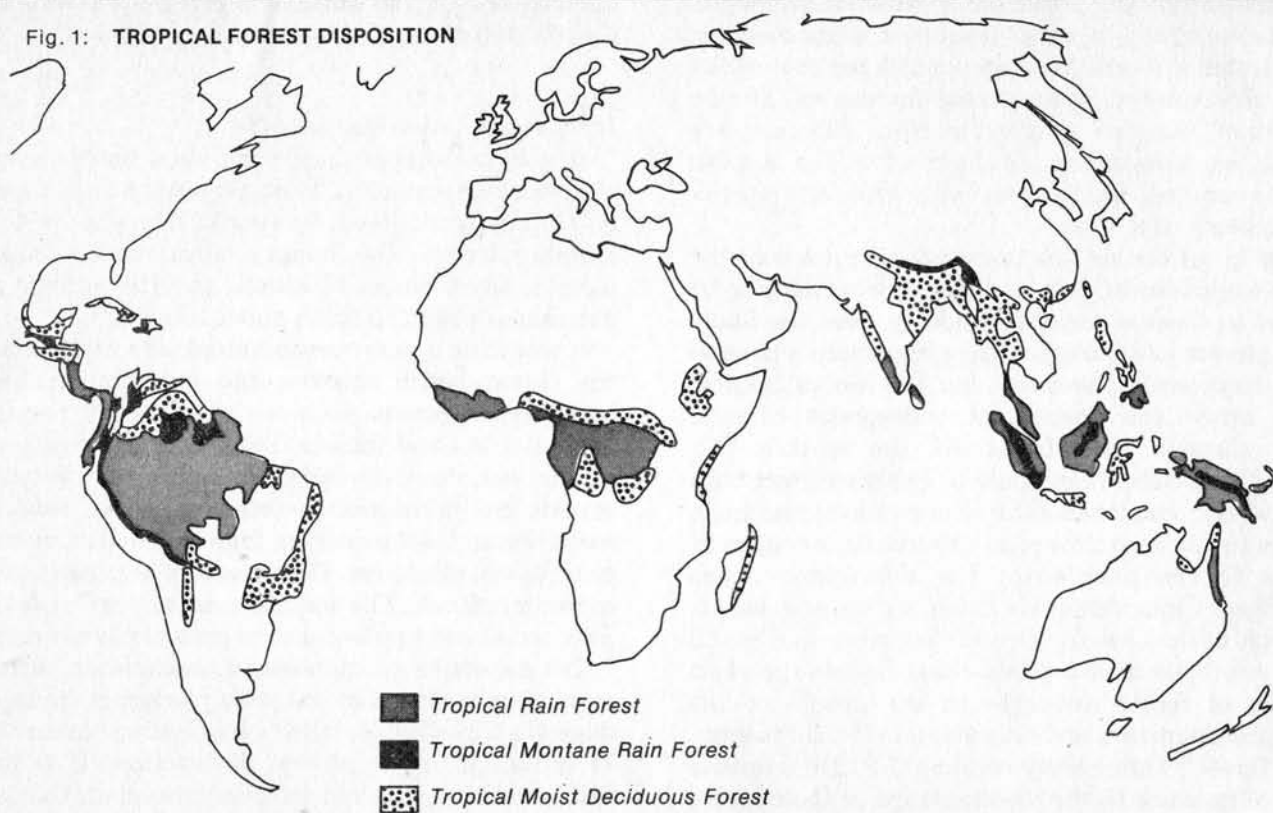 Fig. 1: TROPICAL FOREST DISPOSITION
Tropical Rain Forest
Tropical Montane Rain Forest
Tropical Moist Deciduous Forest